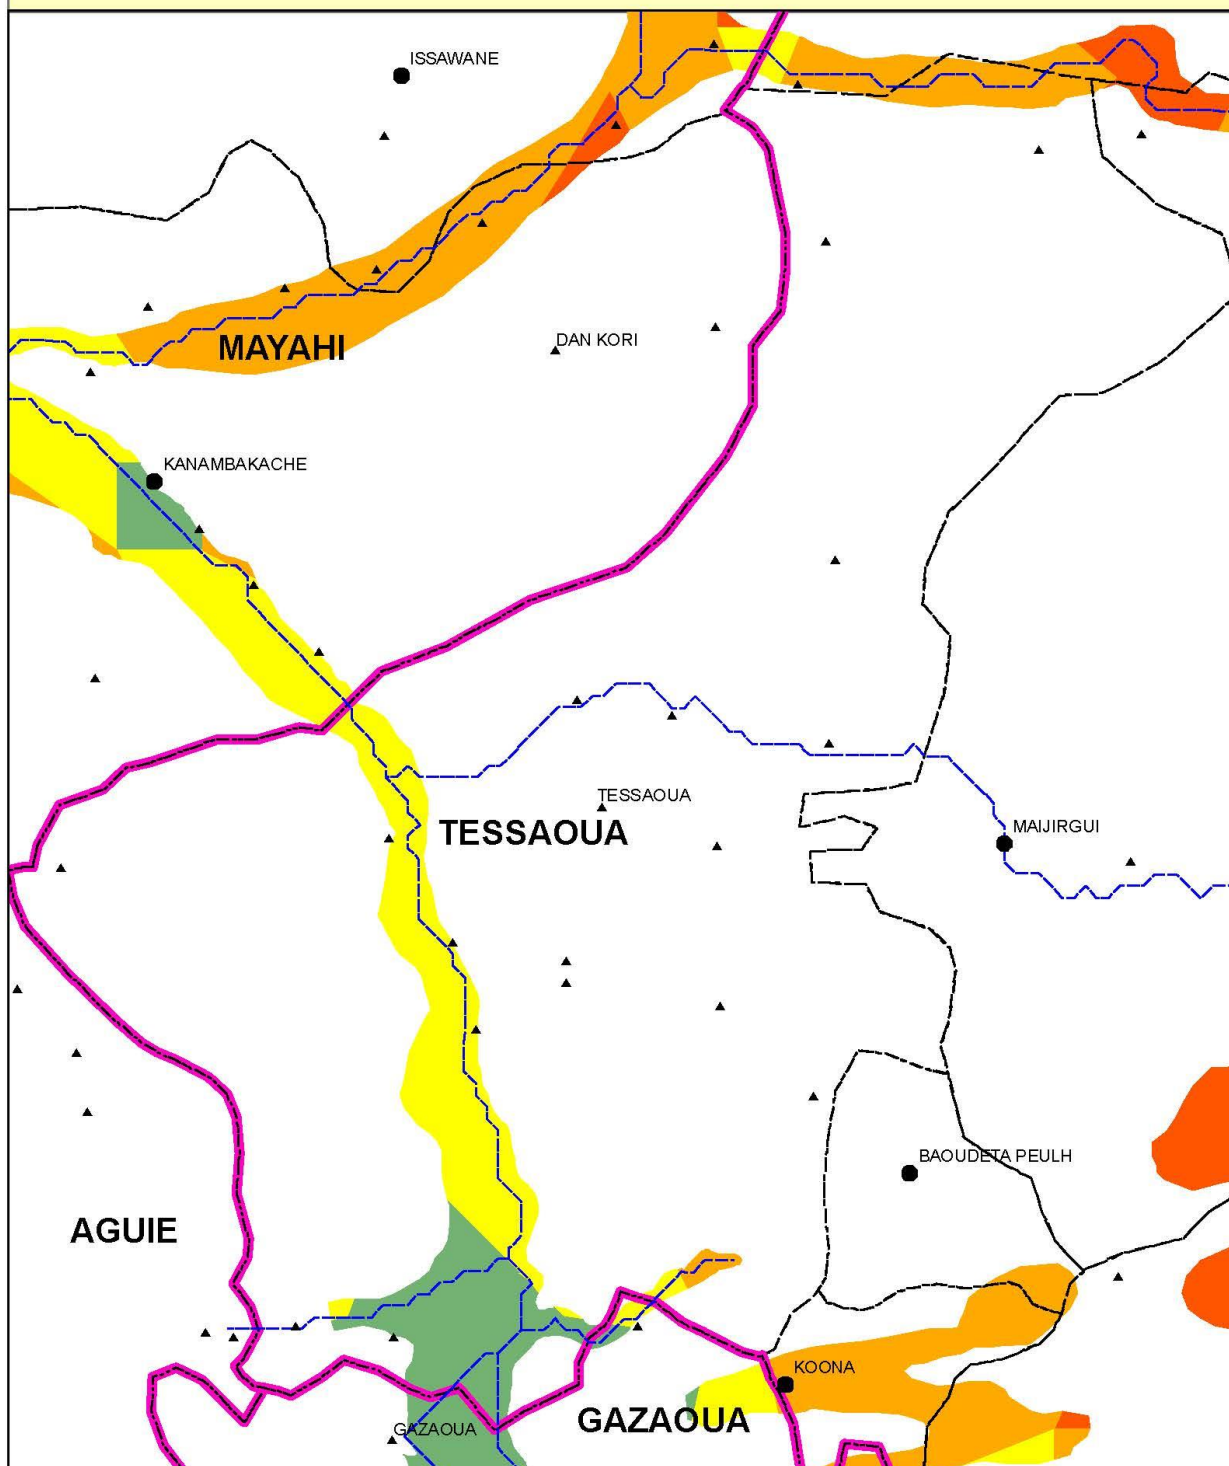 ISSAWANE
DAN KORI
MAYAHI
KANAMBAKACHE
TESSAOUA
TESSAOUA
MAIJIRGUI
BAOUDETA PEULH
AGUIE
KOONA
GAZAOUA
GAZAOUA